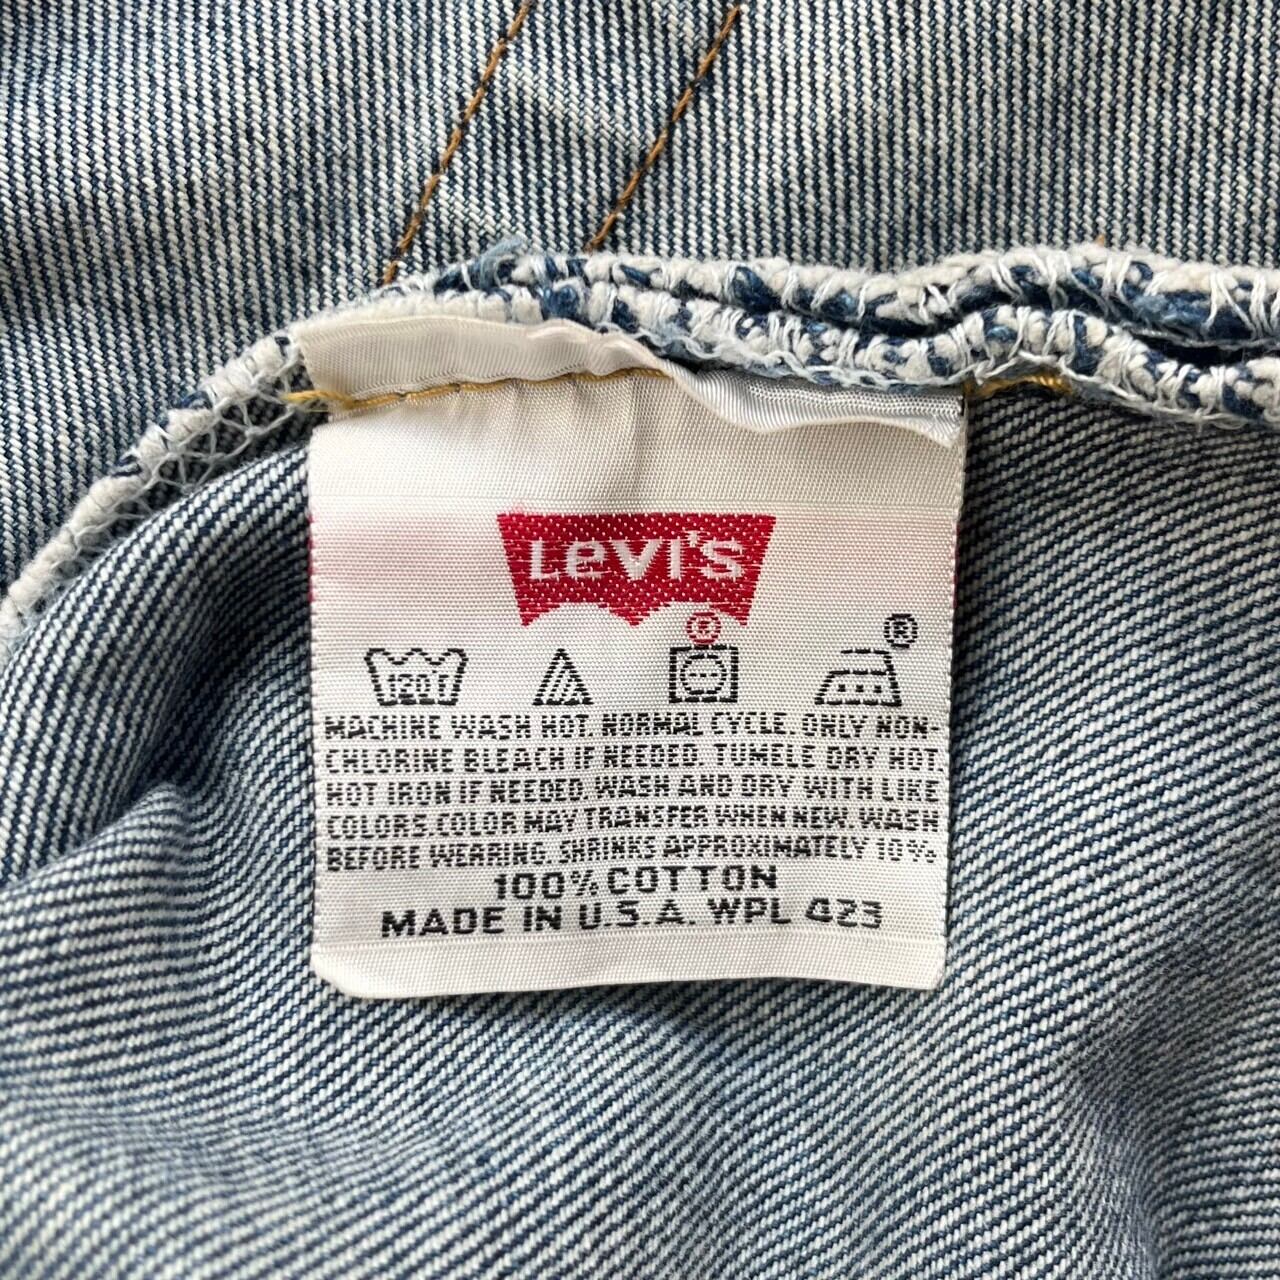 LEVI'S
®
®
120F
MACHINE WASH HOT. NORMAL CYCLE. ONLY NON-
CHLORINE BLEACH IF NEEDED. TUMBLE DRY HOT.
HOT IRON IF NEEDED. WASH AND DRY WITH LIKE
COLORS. COLOR MAY TRANSFER WHEN NEW. WASH
BEFORE WEARING. SHRINKS APPROXIMATELY 10%
100% COTTON
MADE IN U.S.A. WPL 423